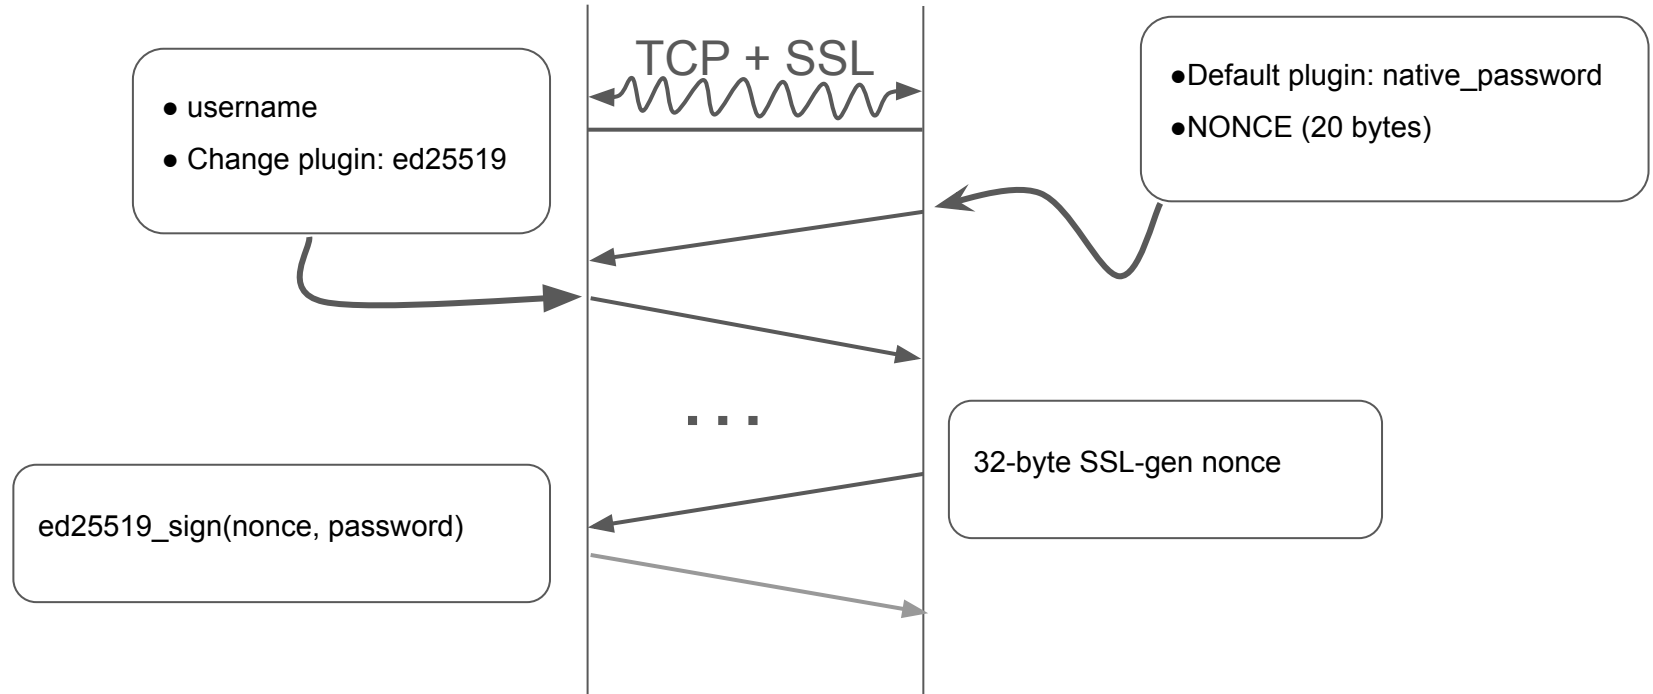 TCP + SSL
● username
● Change plugin: ed25519
●Default plugin: native_password
●NONCE (20 bytes)
. . .
32-byte SSL-gen nonce
ed25519_sign(nonce, password)